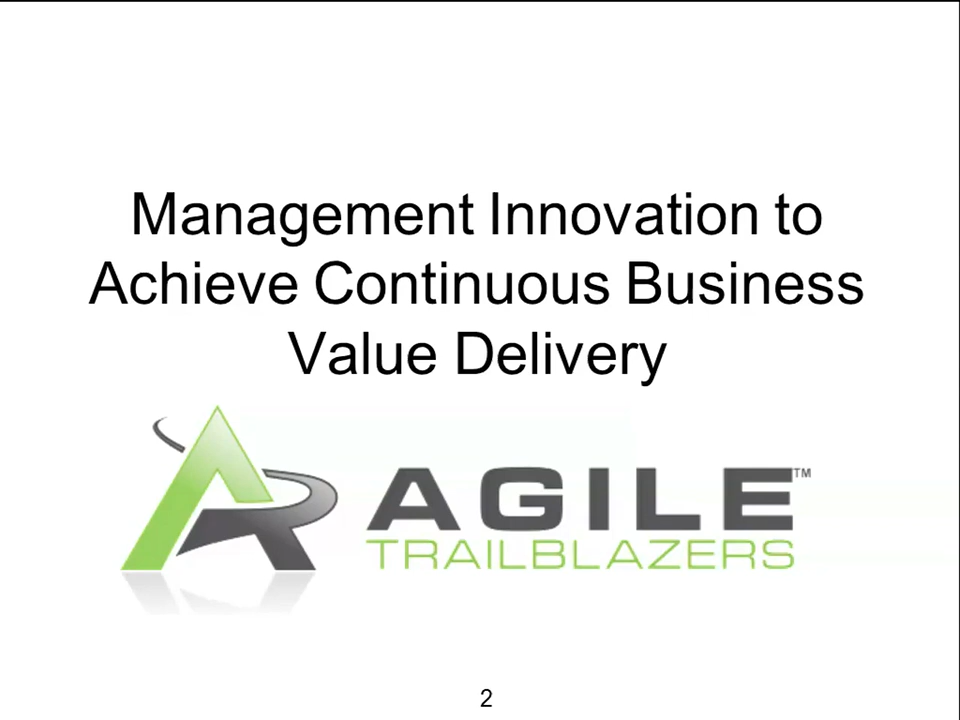 Management Innovation to
Achieve Continuous Business
Value Delivery
AGILE™
TRAILBLAZERS
2